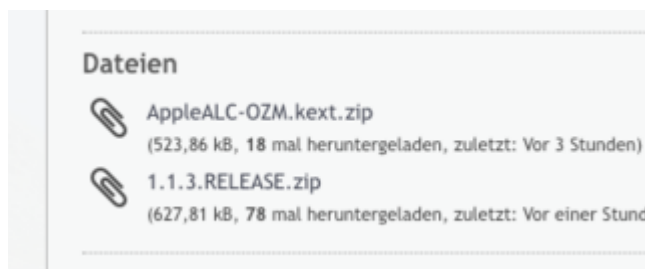 Dateien
AppleALC-OZM.kext.zip
(523,86 kB, 18 mal heruntergeladen, zuletzt: Vor 3 Stunden)
1.1.3.RELEASE.zip
(627,81 kB, 78 mal heruntergeladen, zuletzt: Vor einer